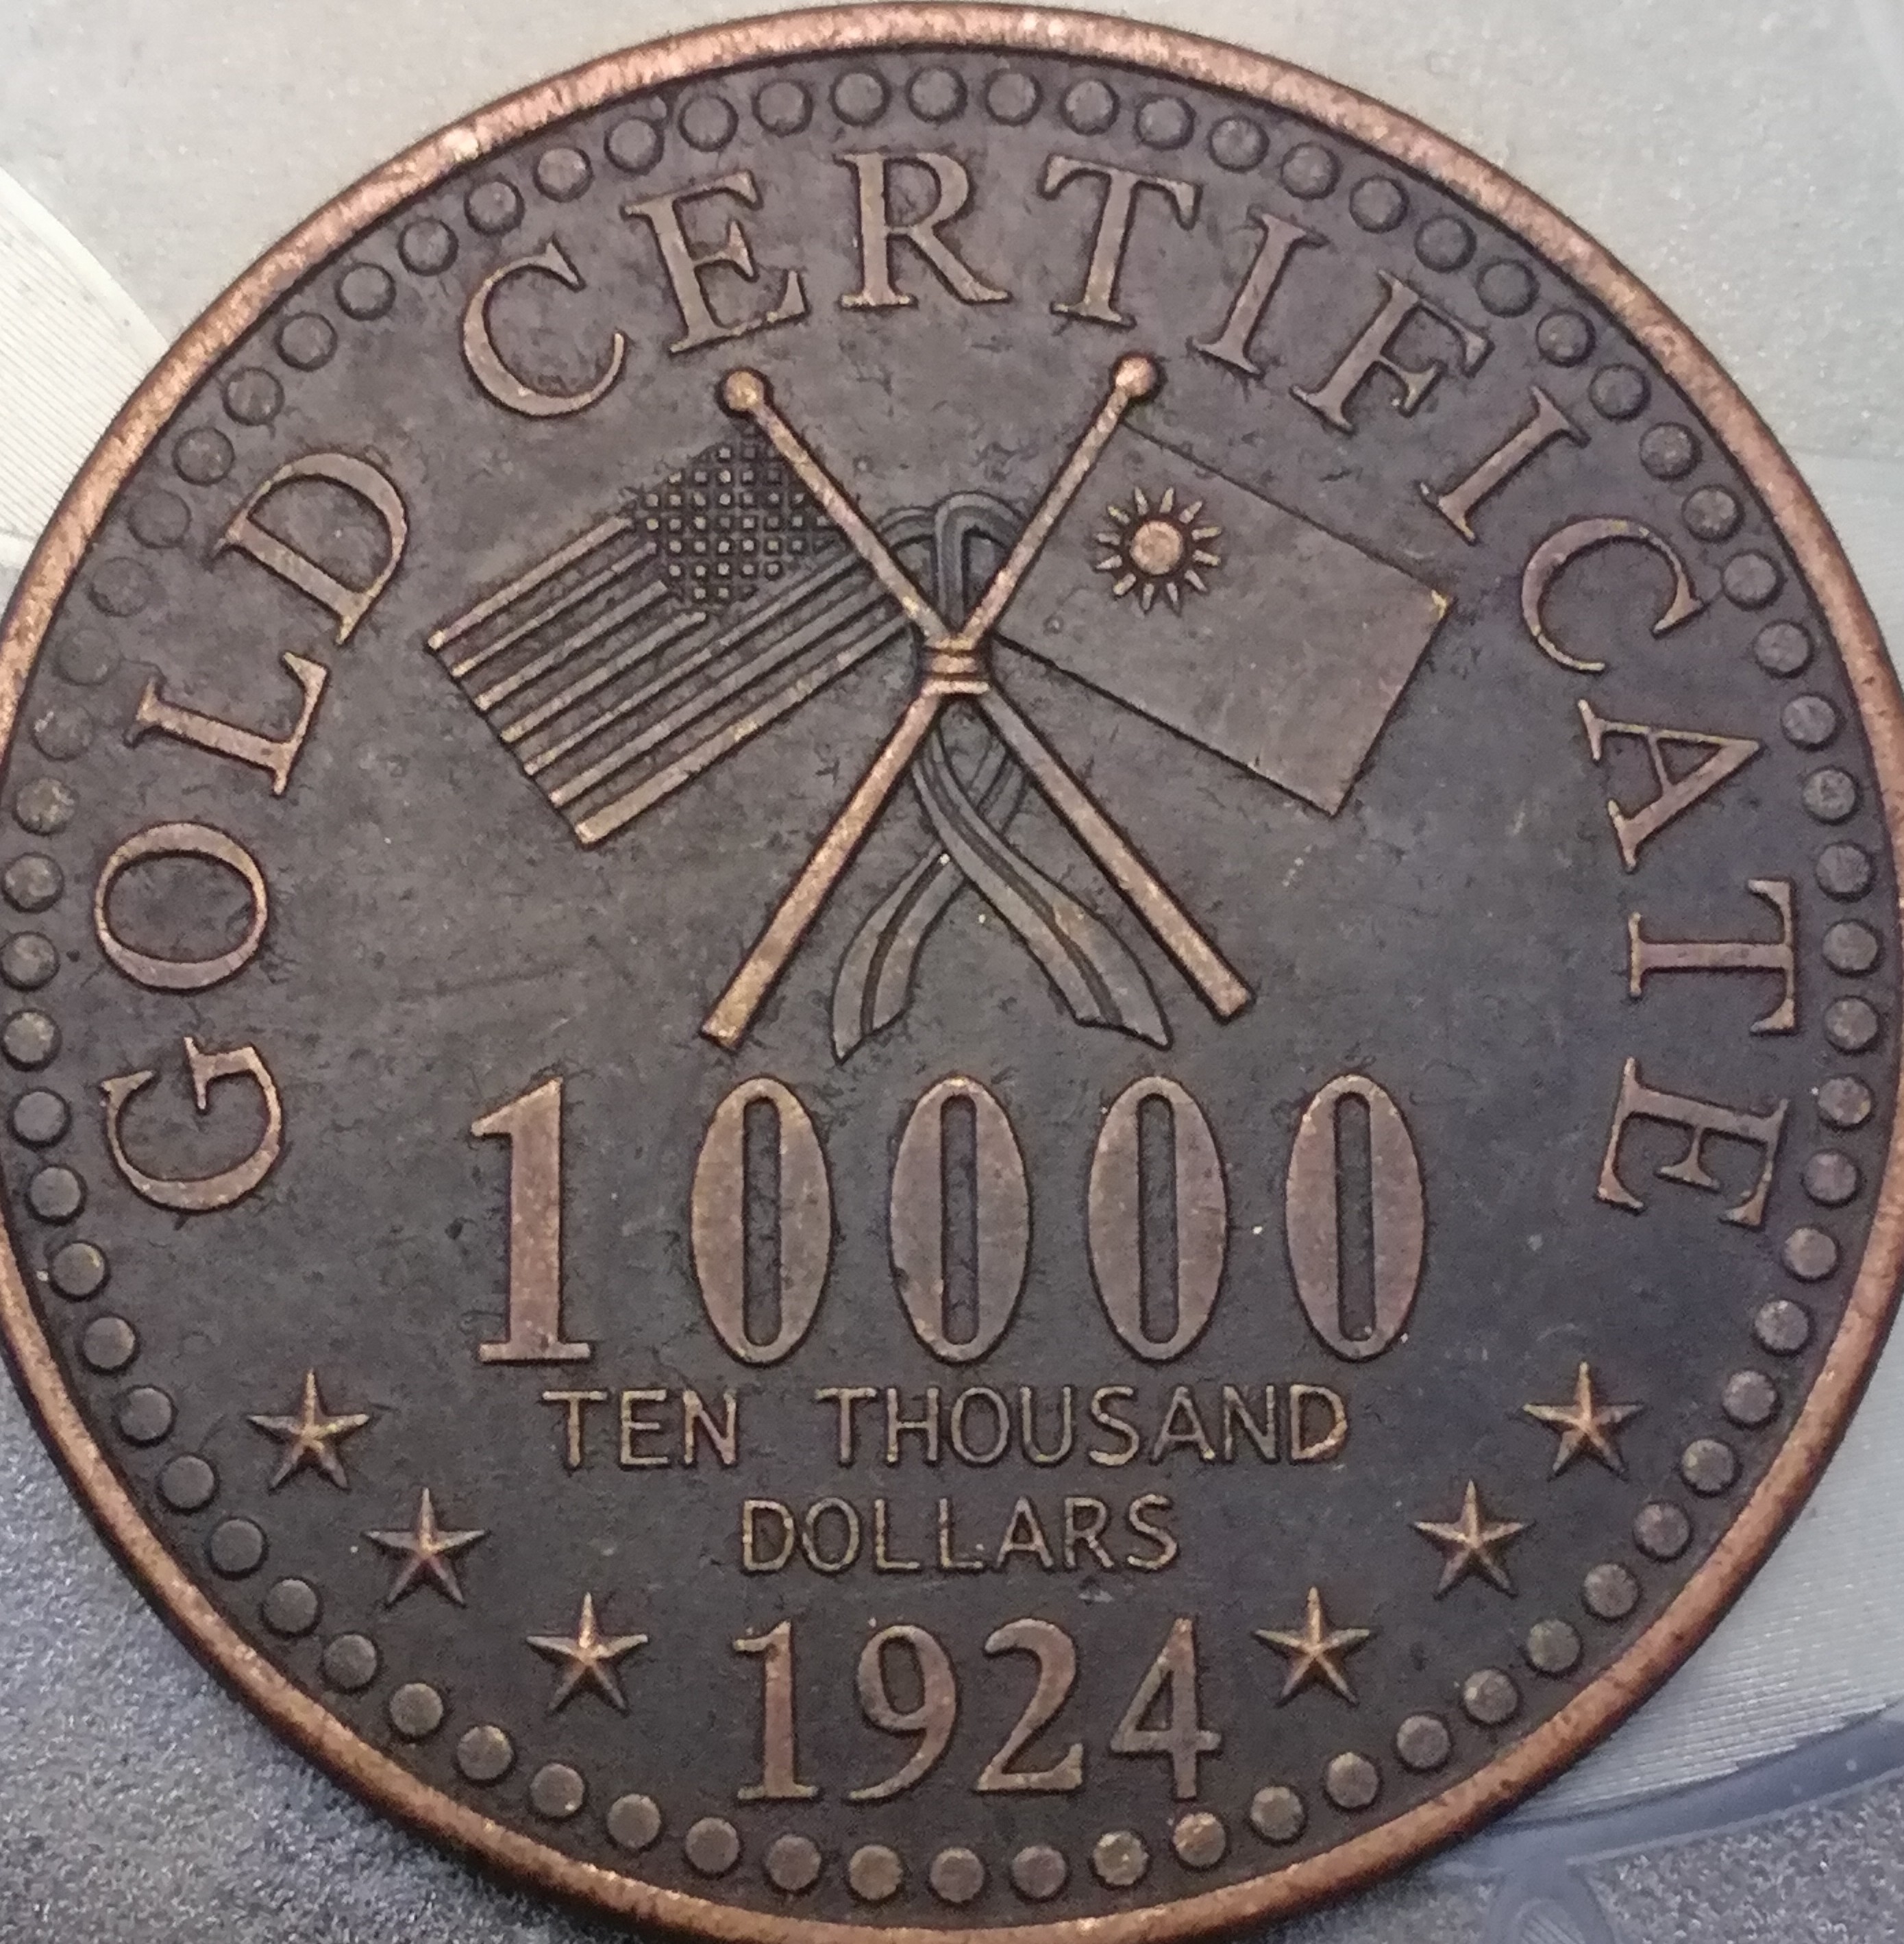 GOLD CERTIFICATE
10000
TEN THOUSAND
DOLLARS
1924